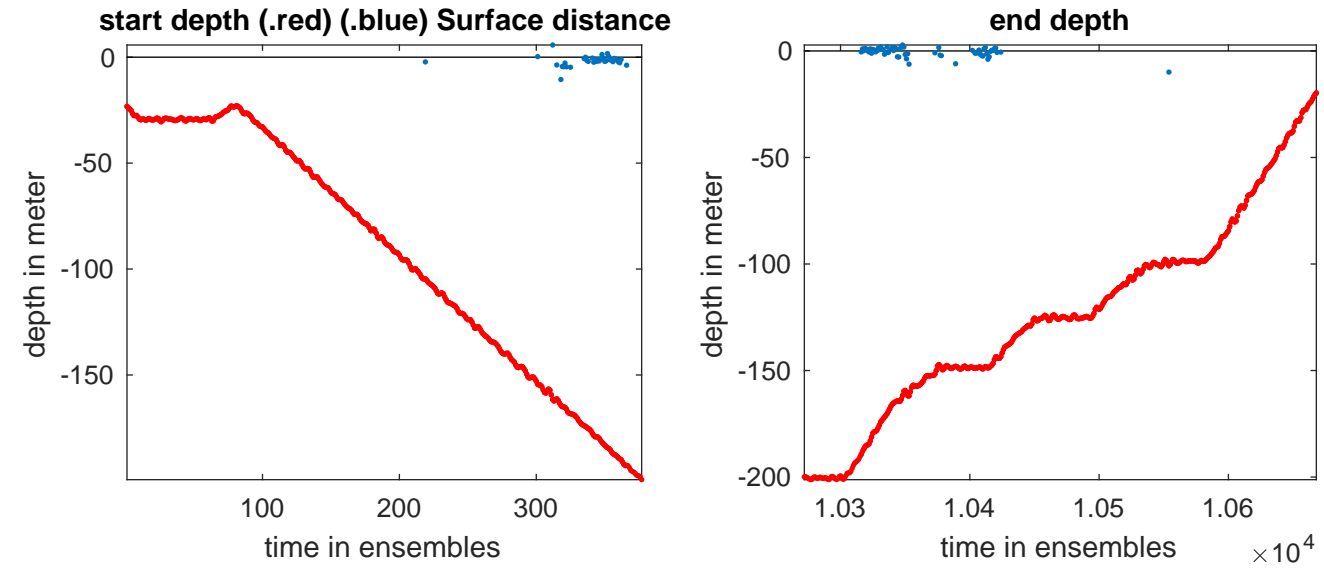 start depth (.red) (.blue) Surface distance
0
-50
-100
-150
100
200
300
depth in meter
time in ensembles
end depth
0
-50
-100
-150
-200
1.03
1.04
1.05
1.06
×10⁴
depth in meter
time in ensembles